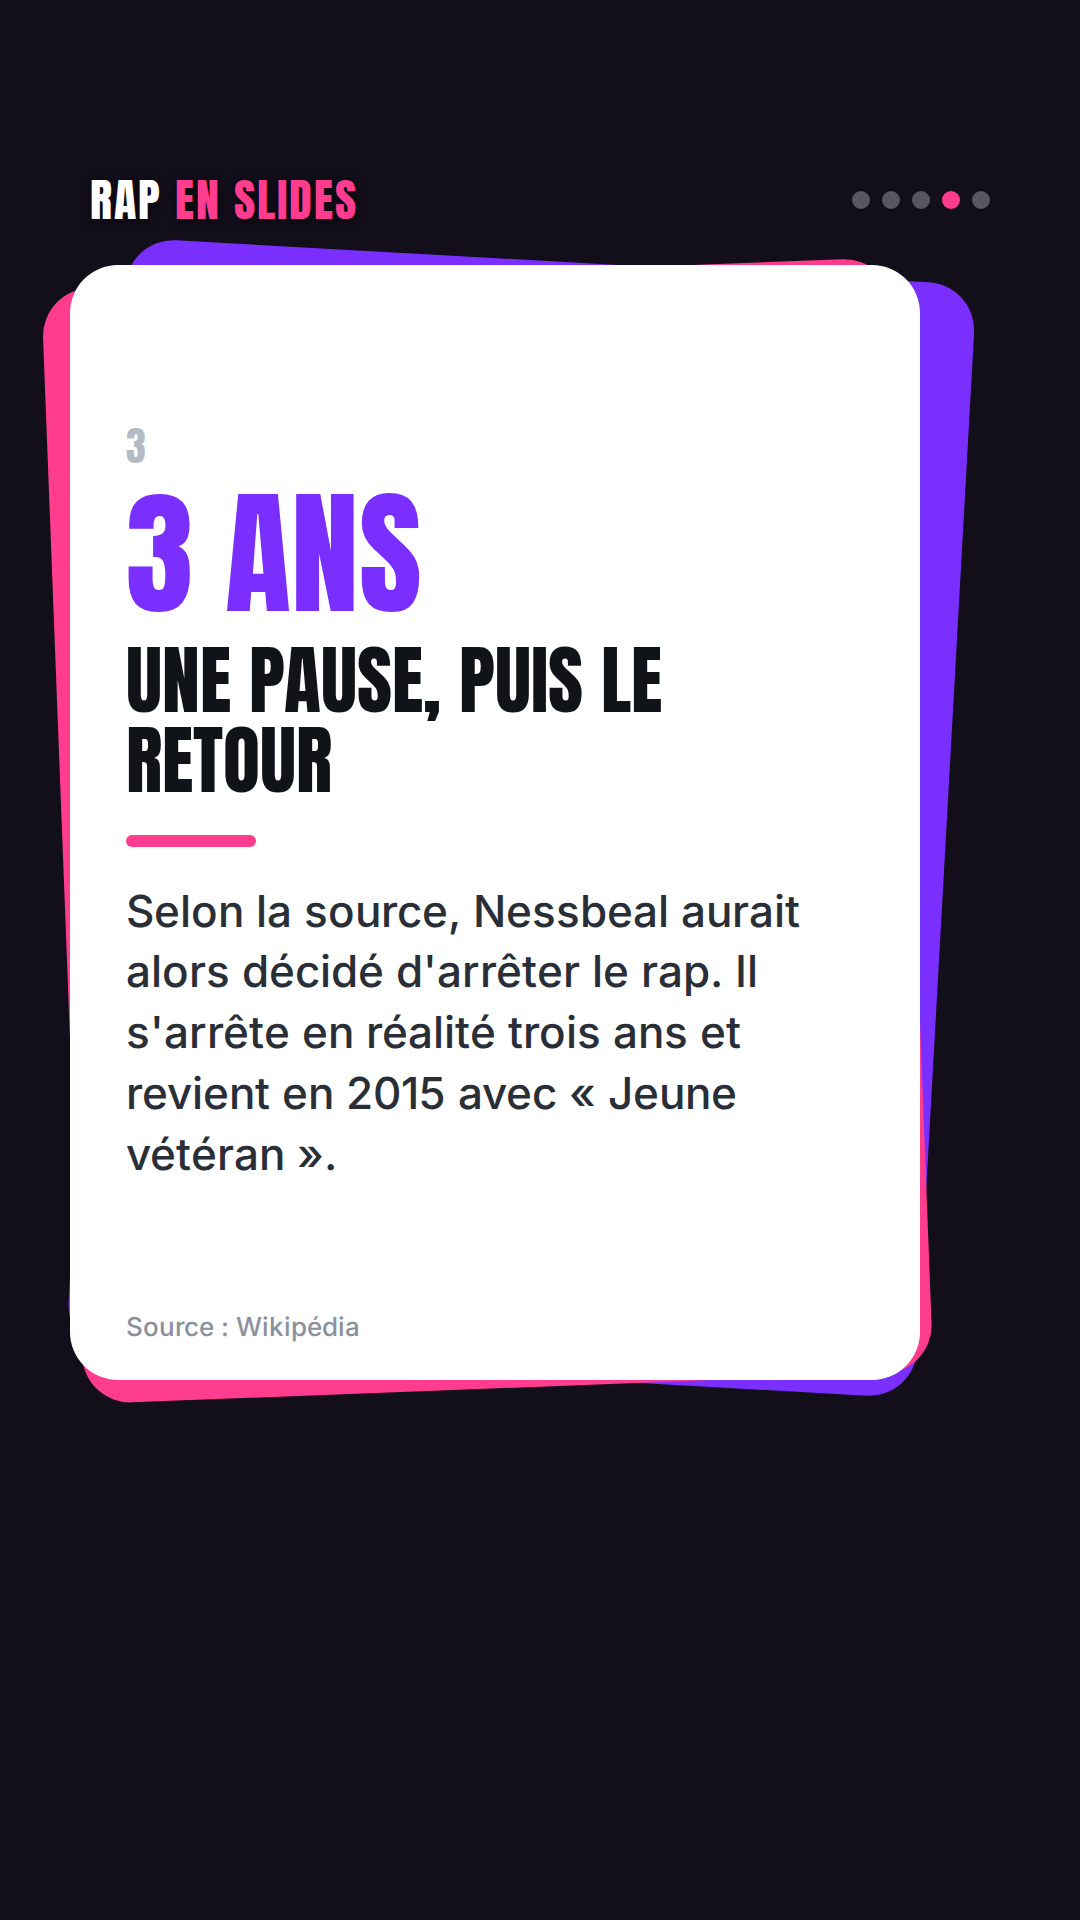 RAP EN SLIDES
3
3 ANS
UNE PAUSE, PUIS LE
RETOUR
Selon la source, Nessbeal aurait
alors décidé d'arrêter le rap. Il
s'arrête en réalité trois ans et
revient en 2015 avec « Jeune
vétéran ».
Source : Wikipédia